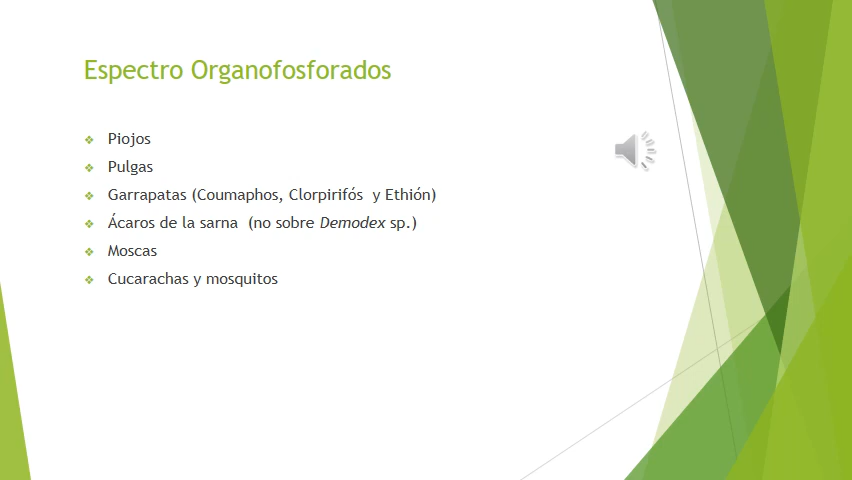 Espectro Organofosforados
Piojos
Pulgas
Garrapatas (Coumaphos, Clorpirifós  y Ethión)
Ácaros de la sarna  (no sobre Demodex sp.)
Moscas
Cucarachas y mosquitos